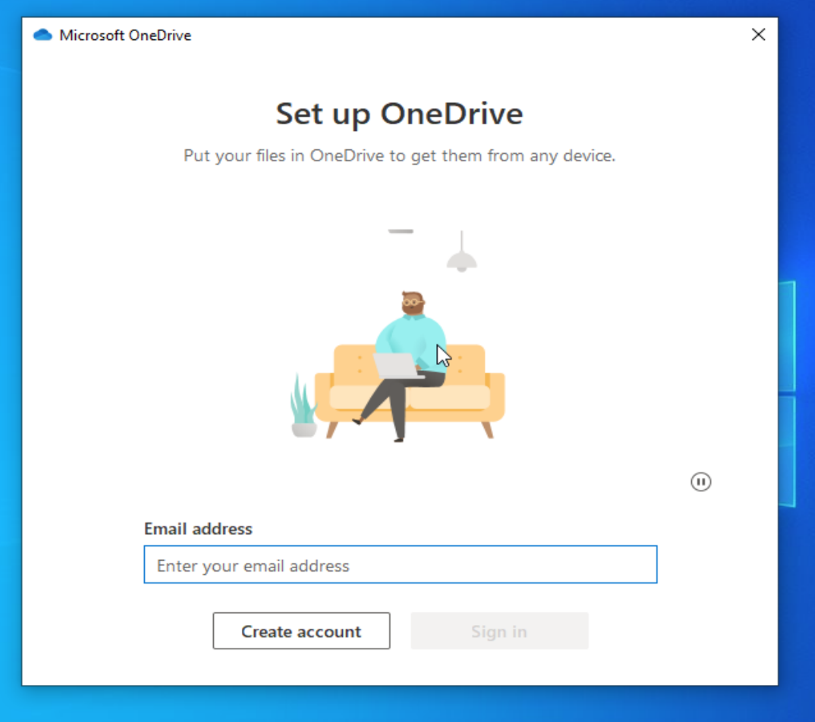 Microsoft OneDrive
Set up OneDrive
Put your files in OneDrive to get them from any device.
Email address
Enter your email address
Create account
Sign in